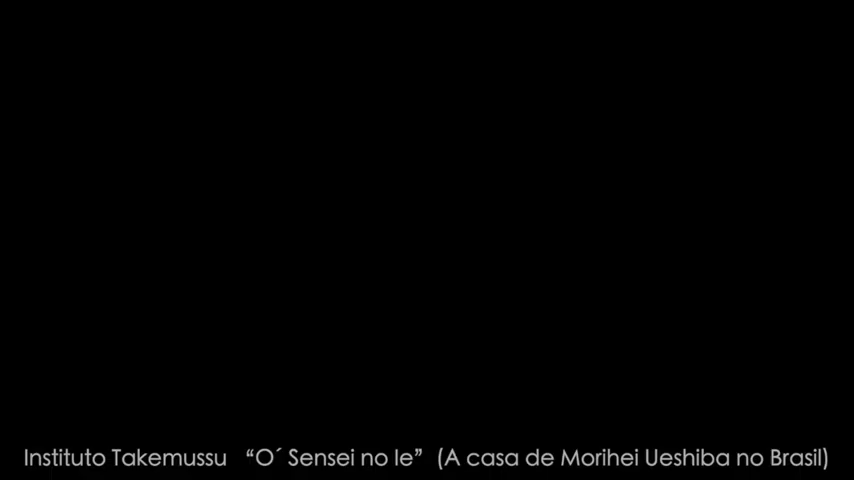 Instituto Takemussu “O´ Sensei no Ie” (A casa de Morihei Ueshiba no Brasil)